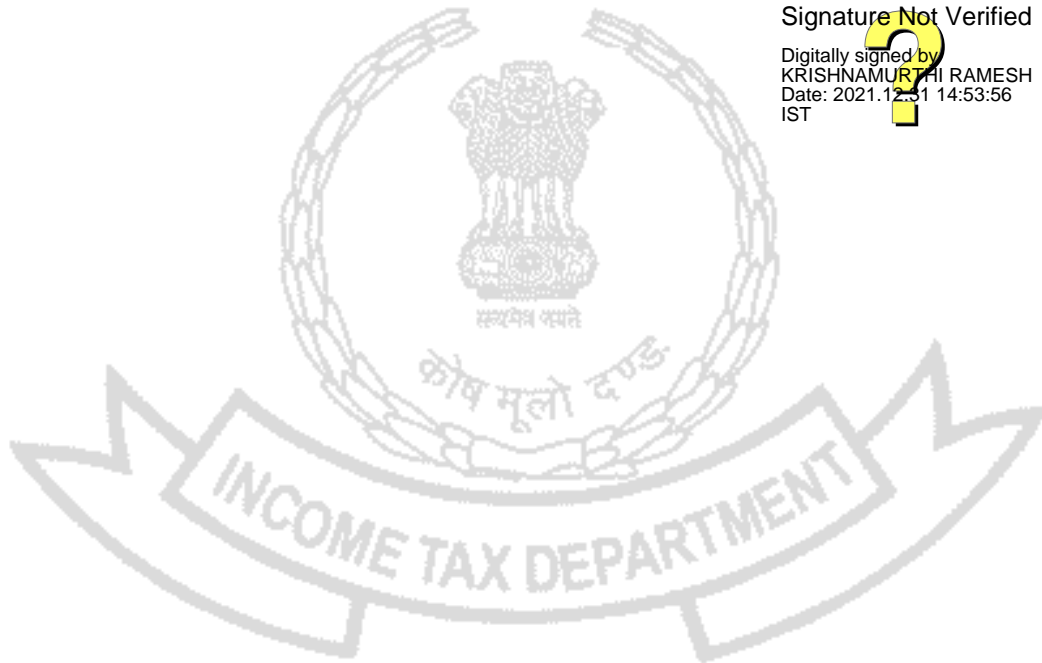 Signature Not Verified
Digitally signed by
KRISHNAMURTHI RAMESH
Date: 2021.12.31 14:53:56
IST
सत्यमेव जयते
कोष मूलो दण्ड:
INCOME TAX DEPARTMENT